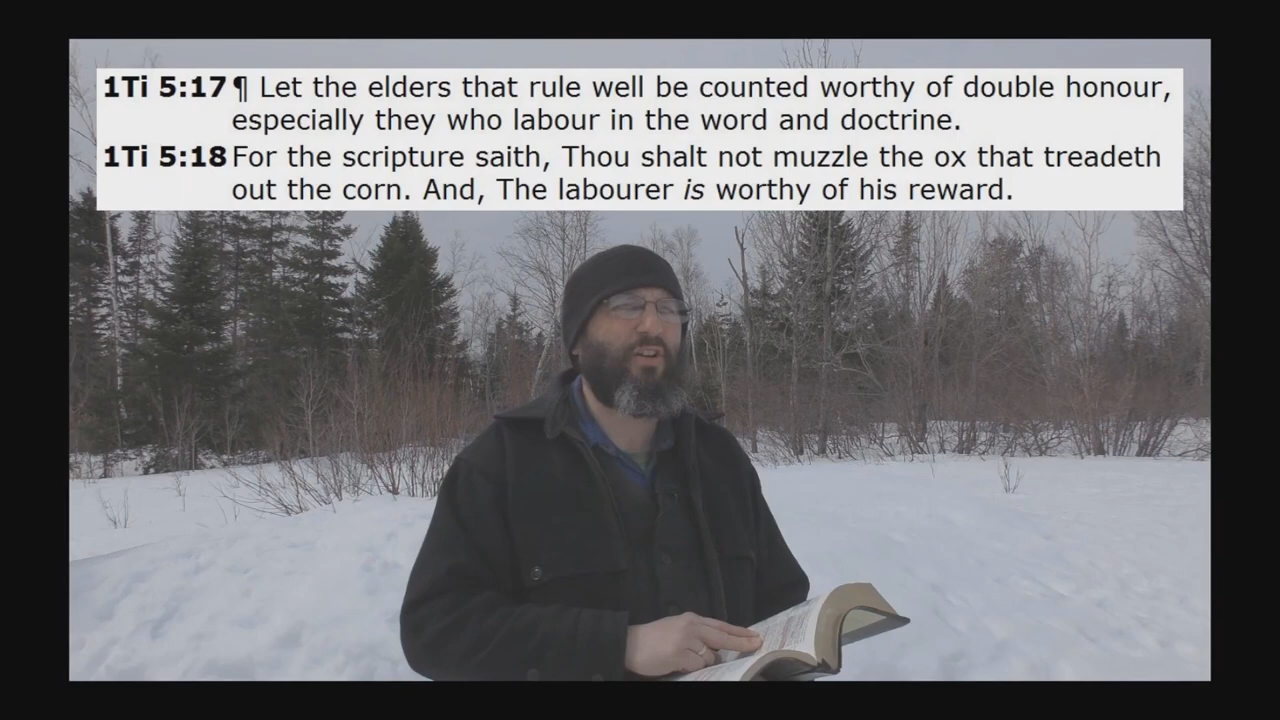 1Ti 5:17 ¶ Let the elders that rule well be counted worthy of double honour,
especially they who labour in the word and doctrine.
1Ti 5:18 For the scripture saith, Thou shalt not muzzle the ox that treadeth
out the corn. And, The labourer is worthy of his reward.